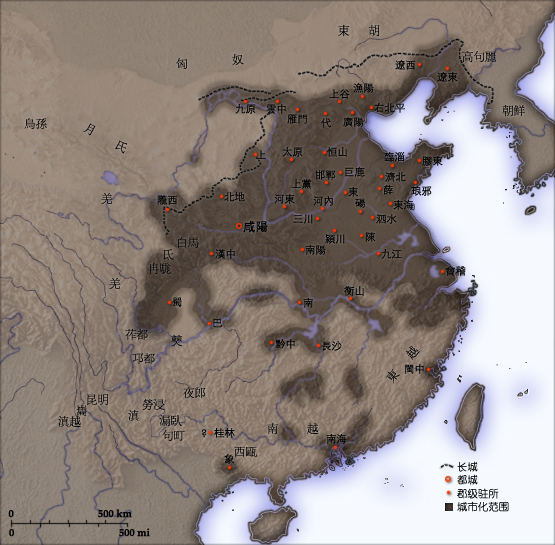 東 胡
高句麗
匈 奴
遼西
遼東
漁陽
上谷
右北平
九原
雲中
雁門
代
廣陽
朝鮮
烏孫
月 氏
上
太原
恒山
臨淄
膠東
邯鄲
巨鹿
濟北
上黨
薛
琅邪
羌
隴西
北地
河東
河內
東
碭
東海
咸陽
三川
泗水
潁川
陳
白馬
氏
漢中
南陽
九江
冉駹
會稽
羌
蜀
衡山
南
巴
筰都
僰
黔中
長沙
邛都
閩中
東 越
夜郎
昆明
嶲
滇越
滇
勞浸
漏臥
句町
桂林
南 越
南海
西甌
象
长城
都城
郡级驻所
城市化范围
0 500 km
0 500 mi